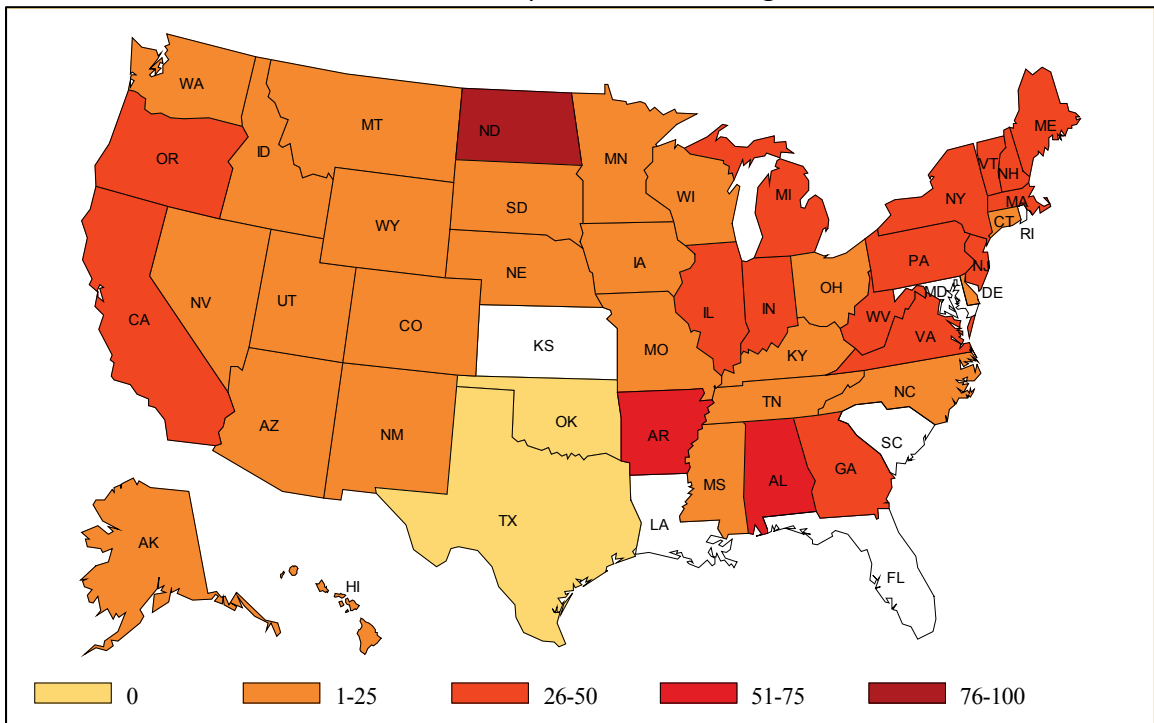 WA
MT
ND
MN
ME
OR
ID
VT
NH
WI
MI
NY
SD
MA
WY
CT
RI
IA
PA
NJ
NE
OH
MD
DE
NV
UT
IL
IN
WV
CA
CO
VA
KS
MO
KY
NC
TN
AZ
NM
OK
AR
SC
MS
AL
GA
TX
LA
AK
FL
HI
0 1-25 26-50 51-75 76-100